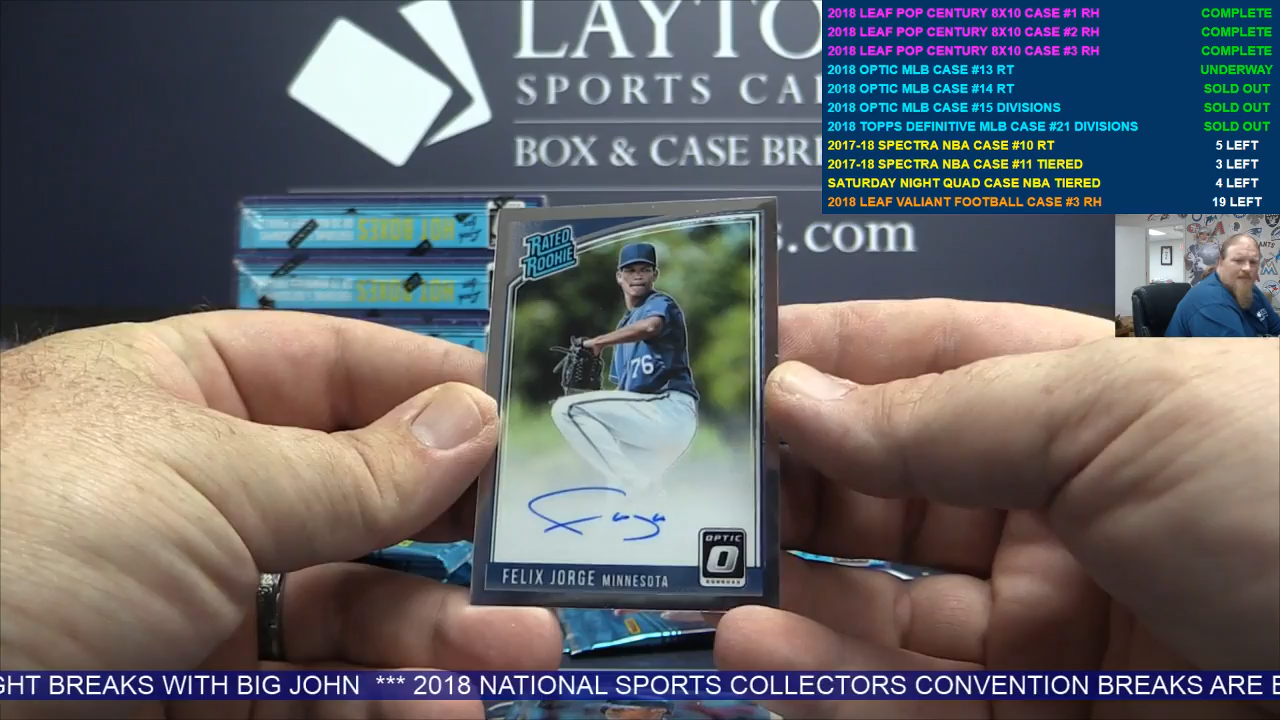 LAYTO
SPORTS CA
BOX & CASE BRE
s.com
2018 LEAF POP CENTURY 8X10 CASE #1 RH COMPLETE
2018 LEAF POP CENTURY 8X10 CASE #2 RH COMPLETE
2018 LEAF POP CENTURY 8X10 CASE #3 RH COMPLETE
2018 OPTIC MLB CASE #13 RT UNDERWAY
2018 OPTIC MLB CASE #14 RT SOLD OUT
2018 OPTIC MLB CASE #15 DIVISIONS SOLD OUT
2018 TOPPS DEFINITIVE MLB CASE #21 DIVISIONS SOLD OUT
2017-18 SPECTRA NBA CASE #10 RT 5 LEFT
2017-18 SPECTRA NBA CASE #11 TIERED 3 LEFT
SATURDAY NIGHT QUAD CASE NBA TIERED 4 LEFT
2018 LEAF VALIANT FOOTBALL CASE #3 RH 19 LEFT
HOT BOXES
HOT BOXES
RATED
ROOKIE
76
OPTIC
O
DONRUSS
FELIX JORGE MINNESOTA
GHT BREAKS WITH BIG JOHN *** 2018 NATIONAL SPORTS COLLECTORS CONVENTION BREAKS ARE